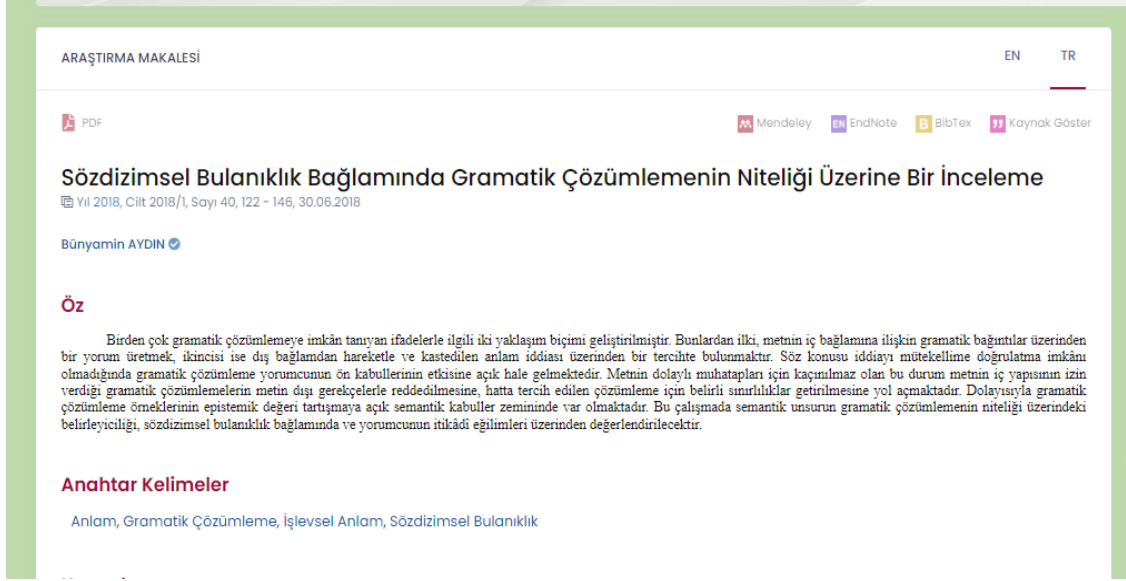 ARAŞTIRMA MAKALESİ EN TR
PDF Mendeley EN EndNote B BibTex Kaynak Göster
Sözdizimsel Bulanıklık Bağlamında Gramatik Çözümlemenin Niteliği Üzerine Bir İnceleme
Yıl 2018, Cilt 2018/1, Sayı 40, 122 - 146, 30.06.2018
Bünyamin AYDIN
Öz
Birden çok gramatik çözümlemeye imkân tanıyan ifadelerle ilgili iki yaklaşım biçimi geliştirilmiştir. Bunlardan ilki, metnin iç bağlamına ilişkin gramatik bağıntılar üzerinden
bir yorum üretmek, ikincisi ise dış bağlamdan hareketle ve kastedilen anlam iddiası üzerinden bir tercihte bulunmaktır. Söz konusu iddiayı mütekellime doğrulatma imkânı
olmadığında gramatik çözümleme yorumcunun ön kabullerinin etkisine açık hale gelmektedir. Metnin dolaylı muhatapları için kaçınılmaz olan bu durum metnin iç yapısının izin
verdiği gramatik çözümlemelerin metin dışı gerekçelerle reddedilmesine, hatta tercih edilen çözümleme için belirli sınırlılıklar getirilmesine yol açmaktadır. Dolayısıyla gramatik
çözümleme örneklerinin epistemik değeri tartışmaya açık semantik kabuller zemininde var olmaktadır. Bu çalışmada semantik unsurun gramatik çözümlemenin niteliği üzerindeki
belirleyiciliği, sözdizimsel bulanıklık bağlamında ve yorumcunun itikâdî eğilimleri üzerinden değerlendirilecektir.
Anahtar Kelimeler
Anlam, Gramatik Çözümleme, İşlevsel Anlam, Sözdizimsel Bulanıklık